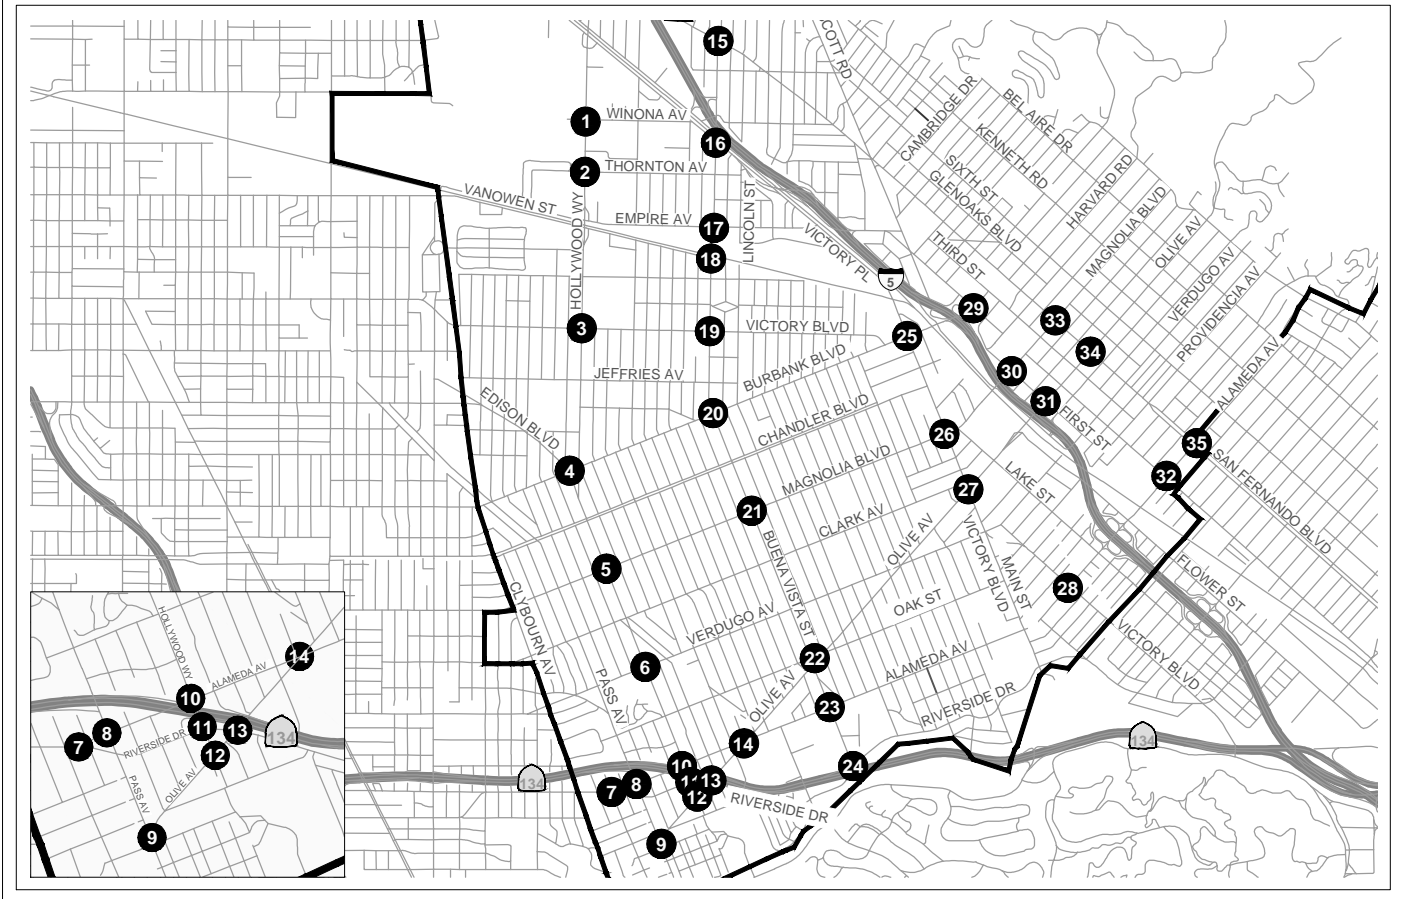 15
SCOTT RD
CAMBRIDGE DR
BEL AIRE DR
1
WINONA AV
16
KENNETH RD
2
THORNTON AV
SIXTH ST
GLENOAKS BLVD
HARVARD RD
MAGNOLIA BLVD
OLIVE AV
VERDUGO AV
PROVIDENCIA AV
VANOWEN ST
HOLLYWOOD WY
EMPIRE AV
17
LINCOLN ST
18
VICTORY PL
THIRD ST
5
29
33
3
19
VICTORY BLVD
25
34
ALAMEDA AV
JEFFRIES AV
BURBANK BLVD
30
31
FIRST ST
EDISON BLVD
20
CHANDLER BLVD
26
35
SAN FERNANDO BLVD
4
MAGNOLIA BLVD
27
LAKE ST
32
21
CLARK AV
OLIVE AV
VICTORY BLVD
MAIN ST
5
BUENA VISTA ST
28
FLOWER ST
CLYBOURN AV
VERDUGO AV
OAK ST
VICTORY BLVD
6
22
ALAMEDA AV
PASS AV
OLIVE AV
23
RIVERSIDE DR
14
134
134
10
24
7
8
11
13
12
RIVERSIDE DR
9
HOLLYWOOD WY
14
ALAMEDA AV
10
11
13
134
7
8
RIVERSIDE DR
12
PASS AV
OLIVE AV
9